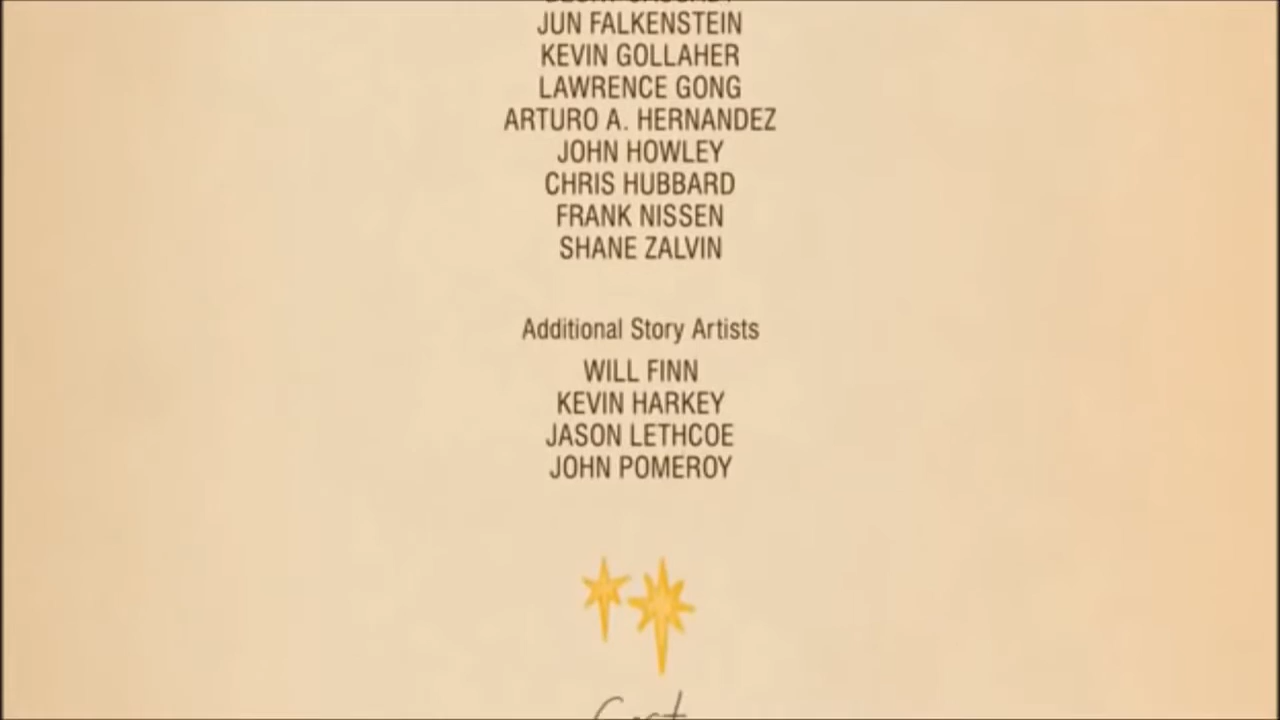 JUN FALKENSTEIN
KEVIN GOLLAHER
LAWRENCE GONG
ARTURO A. HERNANDEZ
JOHN HOWLEY
CHRIS HUBBARD
FRANK NISSEN
SHANE ZALVIN
Additional Story Artists
WILL FINN
KEVIN HARKEY
JASON LETHCOE
JOHN POMEROY
Cast